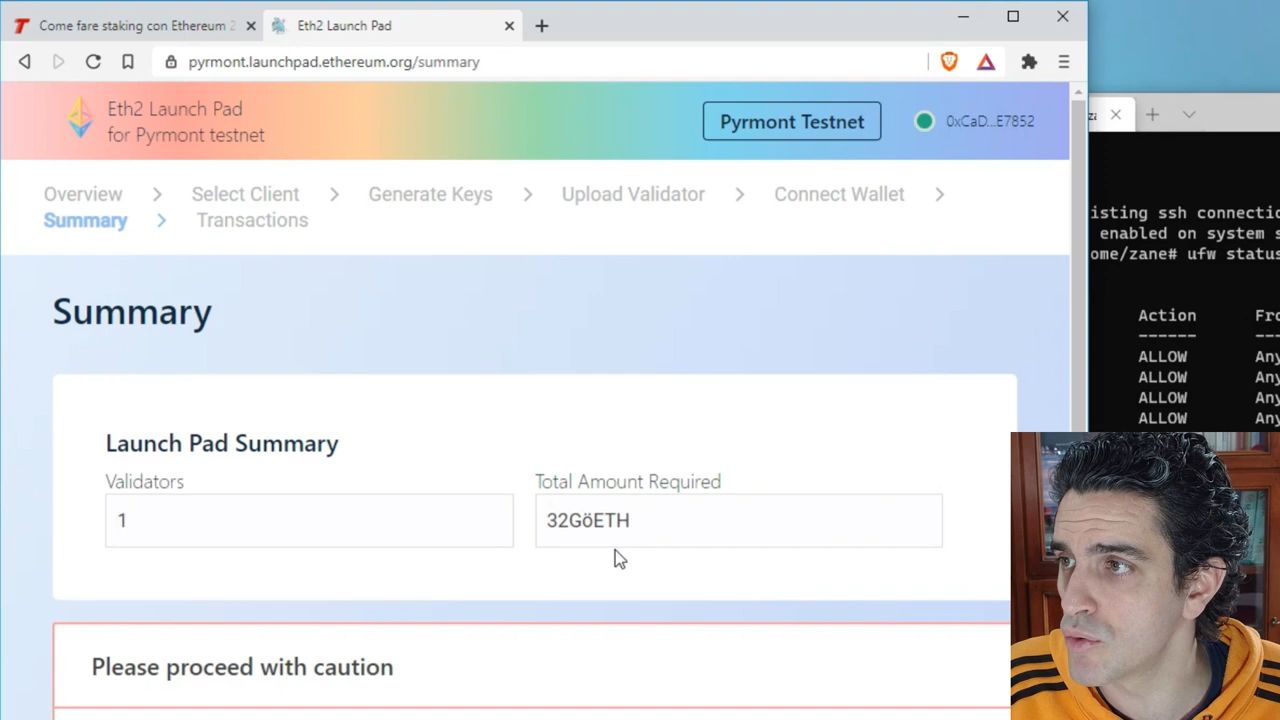 Come fare staking con Ethereum 2
Eth2 Launch Pad
pyrmont.launchpad.ethereum.org/summary
Eth2 Launch Pad
for Pyrmont testnet
Pyrmont Testnet
0xCaD...E7852
Overview
Select Client
Generate Keys
Upload Validator
Connect Wallet
Summary
Transactions
Summary
Launch Pad Summary
Validators
Total Amount Required
1
32GöETH
Please proceed with caution
isting ssh connectio
enabled on system s
ome/zane# ufw status
Action Fro
------ ---
ALLOW Any
ALLOW Any
ALLOW Any
ALLOW Any